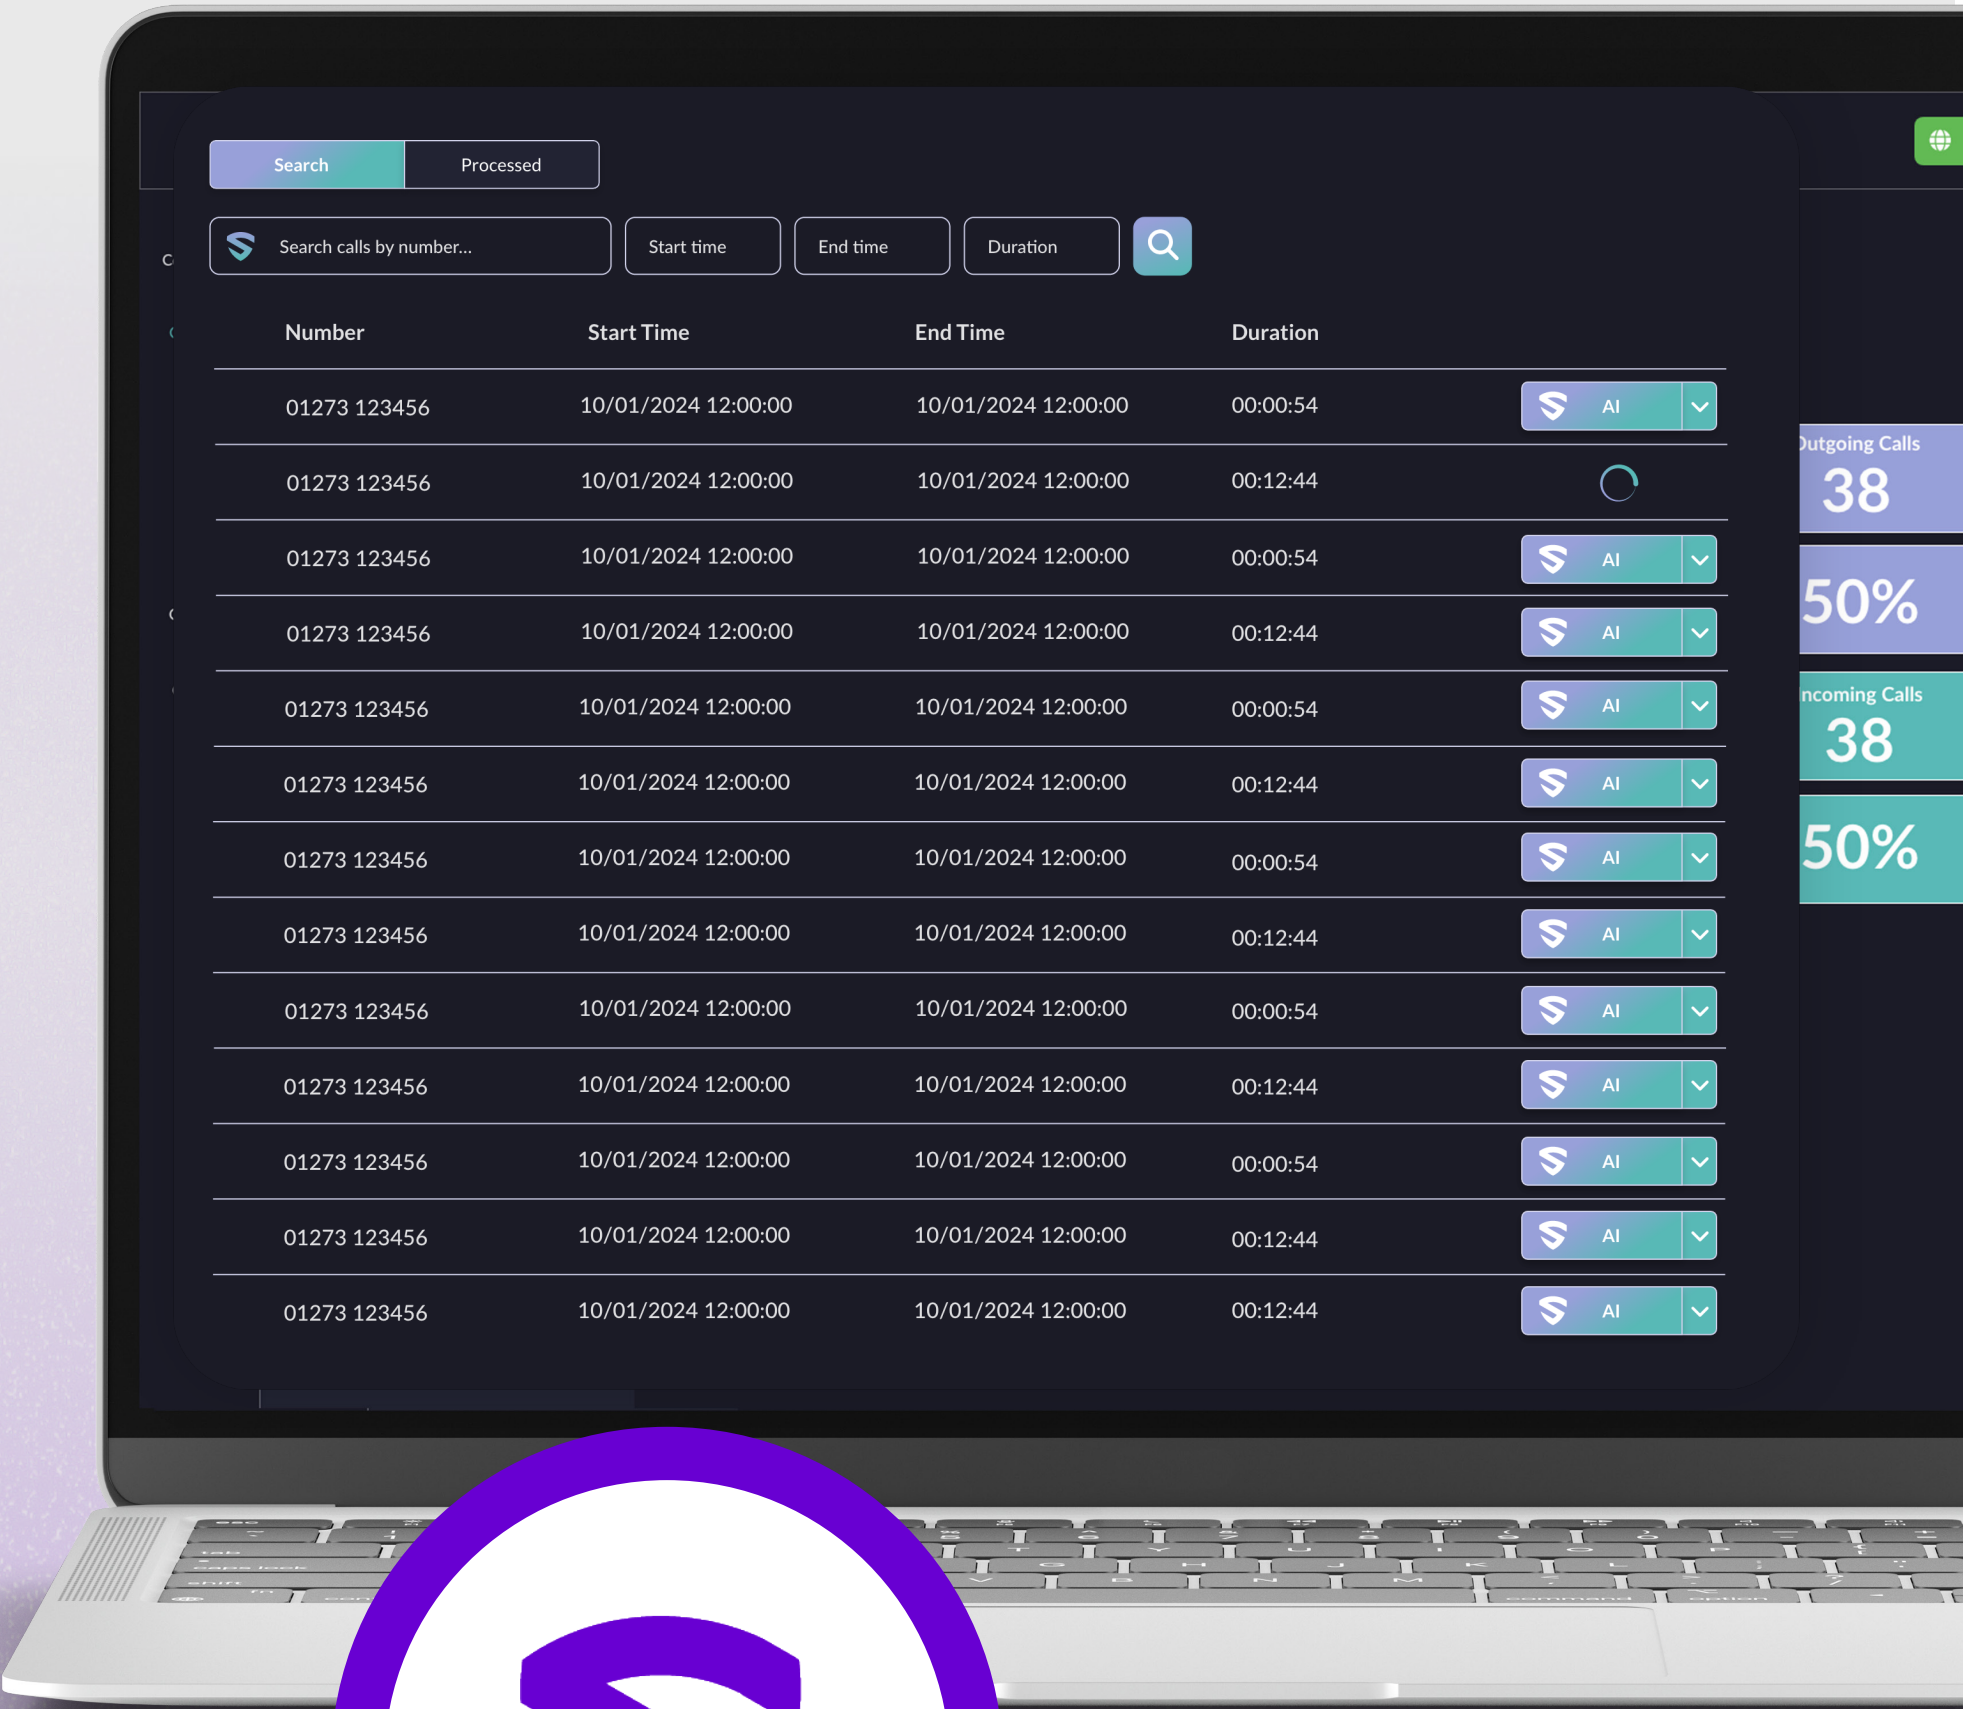 Search Processed
Search calls by number... Start time End time Duration
Number Start Time End Time Duration
01273 123456 10/01/2024 12:00:00 10/01/2024 12:00:00 00:00:54 AI
01273 123456 10/01/2024 12:00:00 10/01/2024 12:00:00 00:12:44
01273 123456 10/01/2024 12:00:00 10/01/2024 12:00:00 00:00:54 AI
01273 123456 10/01/2024 12:00:00 10/01/2024 12:00:00 00:12:44 AI
01273 123456 10/01/2024 12:00:00 10/01/2024 12:00:00 00:00:54 AI
01273 123456 10/01/2024 12:00:00 10/01/2024 12:00:00 00:12:44 AI
01273 123456 10/01/2024 12:00:00 10/01/2024 12:00:00 00:00:54 AI
01273 123456 10/01/2024 12:00:00 10/01/2024 12:00:00 00:12:44 AI
01273 123456 10/01/2024 12:00:00 10/01/2024 12:00:00 00:00:54 AI
01273 123456 10/01/2024 12:00:00 10/01/2024 12:00:00 00:12:44 AI
01273 123456 10/01/2024 12:00:00 10/01/2024 12:00:00 00:00:54 AI
01273 123456 10/01/2024 12:00:00 10/01/2024 12:00:00 00:12:44 AI
01273 123456 10/01/2024 12:00:00 10/01/2024 12:00:00 00:12:44 AI
Outgoing Calls
38
50%
Incoming Calls
38
50%
esc
tab T Y U I O P
caps lock G H J K L
shift V B N M
fn command option